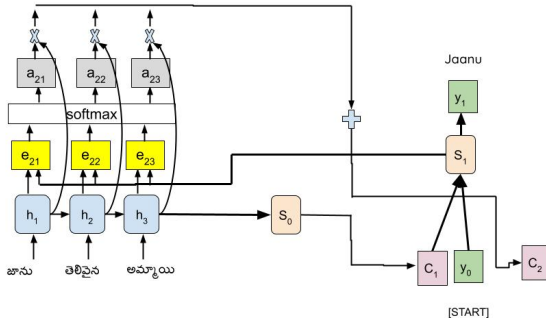 a21 a22 a23
Jaanu
softmax
y1
e21 e22 e23
S1
h1 h2 h3
S0
C1 y0 C2
జాను తెలివైన అమ్మాయి
[START]